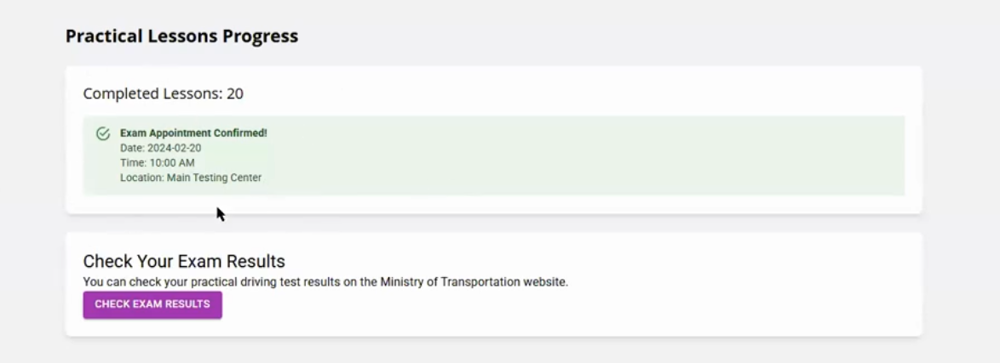 Practical Lessons Progress
Completed Lessons: 20
Exam Appointment Confirmed!
Date: 2024-02-20
Time: 10:00 AM
Location: Main Testing Center
Check Your Exam Results
You can check your practical driving test results on the Ministry of Transportation website.
CHECK EXAM RESULTS